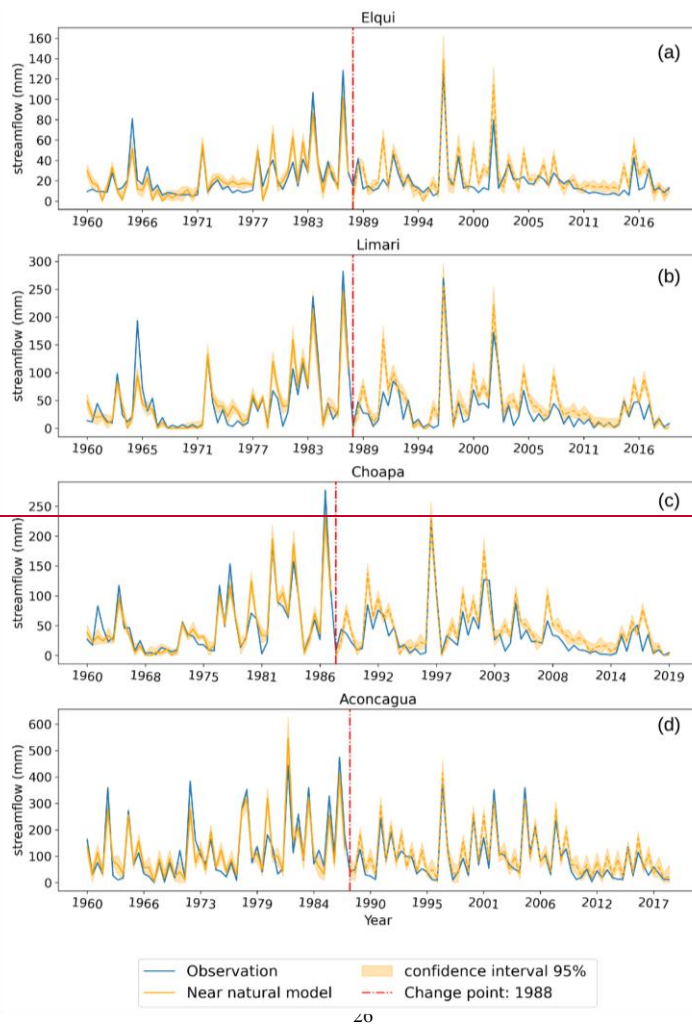 Elqui
(a)
streamflow (mm)
160
140
120
100
80
60
40
20
0
1960 1966 1971 1977 1983 1989 1994 2000 2005 2011 2016
Limari
(b)
streamflow (mm)
300
250
200
150
100
50
0
1960 1966 1971 1977 1983 1989 1994 2000 2005 2011 2016
Choapa
(c)
streamflow (mm)
250
200
150
100
50
0
1960 1968 1975 1981 1986 1992 1997 2003 2008 2014 2019
Aconcagua
(d)
streamflow (mm)
600
500
400
300
200
100
0
1960 1967 1973 1979 1984 1990 1995 2001 2006 2012 2017
Year
Observation
Near natural model
confidence interval 95%
Change point: 1988
26